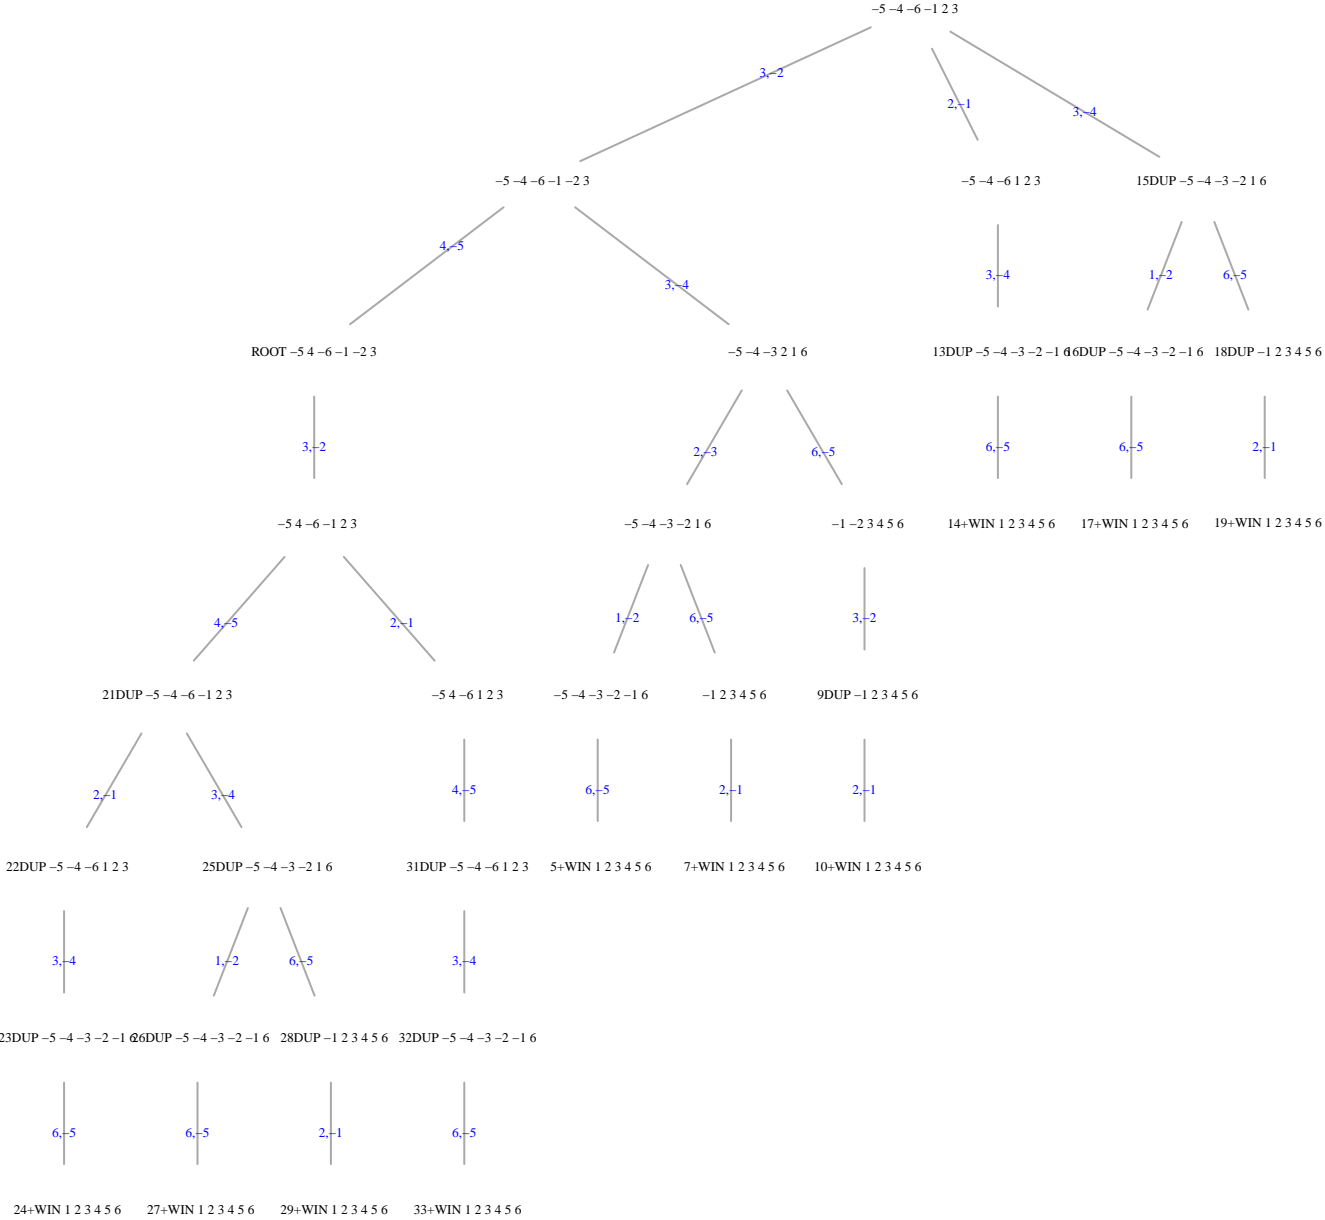 −5 −4 −6 −1 2 3
3,−2
2,−1
3,−4
−5 −4 −6 −1 −2 3
−5 −4 −6 1 2 3
15DUP −5 −4 −3 −2 1 6
4,−5
3,−4
3,−4
1,−2
6,−5
ROOT −5 4 −6 −1 −2 3
−5 −4 −3 2 1 6
13DUP −5 −4 −3 −2 −1 6
16DUP −5 −4 −3 −2 −1 6
18DUP −1 2 3 4 5 6
3,−2
2,−3
6,−5
6,−5
6,−5
2,−1
−5 4 −6 −1 2 3
−5 −4 −3 −2 1 6
−1 −2 3 4 5 6
14+WIN 1 2 3 4 5 6
17+WIN 1 2 3 4 5 6
19+WIN 1 2 3 4 5 6
4,−5
2,−1
1,−2
6,−5
3,−2
21DUP −5 −4 −6 −1 2 3
−5 4 −6 1 2 3
−5 −4 −3 −2 −1 6
−1 2 3 4 5 6
9DUP −1 2 3 4 5 6
2,−1
3,−4
4,−5
6,−5
2,−1
2,−1
22DUP −5 −4 −6 1 2 3
25DUP −5 −4 −3 −2 1 6
31DUP −5 −4 −6 1 2 3
5+WIN 1 2 3 4 5 6
7+WIN 1 2 3 4 5 6
10+WIN 1 2 3 4 5 6
3,−4
1,−2
6,−5
3,−4
23DUP −5 −4 −3 −2 −1 6
26DUP −5 −4 −3 −2 −1 6
28DUP −1 2 3 4 5 6
32DUP −5 −4 −3 −2 −1 6
6,−5
6,−5
2,−1
6,−5
24+WIN 1 2 3 4 5 6
27+WIN 1 2 3 4 5 6
29+WIN 1 2 3 4 5 6
33+WIN 1 2 3 4 5 6